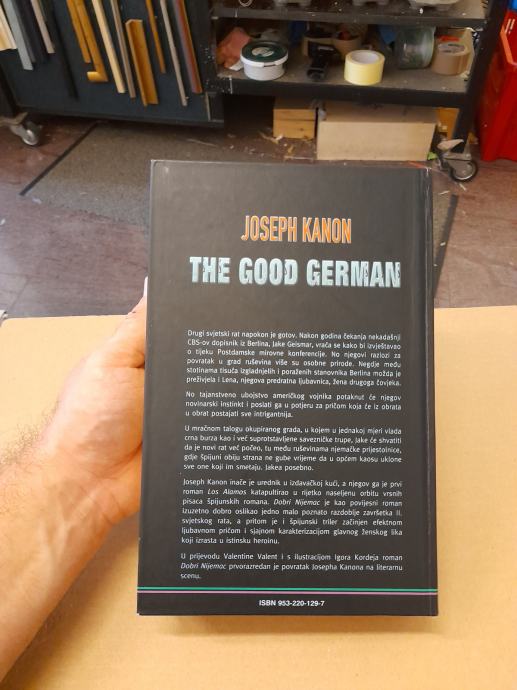 JOSEPH KANON
THE GOOD GERMAN
Drugi svjetski rat napokon je gotov. Nakon godina čekanja nekadašnji
CBS-ov dopisnik iz Berlina, Jake Geismar, vraća se kako bi izvještavao
o tijeku Postdamske mirovne konferencije. No njegovi razlozi za
povratak u grad ruševina više su osobne prirode. Negdje među
stotinama tisuća izgladnjelih i poraženih stanovnika Berlina možda je
preživjela i Lena, njegova predratna ljubavnica, žena drugoga čovjeka.
No tajanstveno ubojstvo američkog vojnika potaknut će njegov
novinarski instinkt i poslati ga u potjeru za pričom koja će iz obrata
u obrat postajati sve intrigantnija.
U mračnom talogu okupiranog grada, u kojem u jednakoj mjeri vlada
crna burza kao i već suprotstavljene savezničke trupe, Jake će shvatiti
da je novi rat već počeo, tu među ruševinama njemačke prijestolnice,
gdje špijuni obiju strana ne gube vrijeme da u općem kaosu uklone
sve one koji im smetaju. Jakea posebno.
Joseph Kanon inače je urednik u izdavačkoj kući, a njegov ga je prvi
roman Los Alamos katapultirao u rijetko naseljenu orbitu vrsnih
pisaca špijunskih romana. Dobri Nijemac je kao povijesni roman
izuzetno dobro oslikao jedno malo poznato razdoblje završetka II.
svjetskog rata, a pritom je i špijunski triler začinjen efektnom
ljubavnom pričom i sjajnom karakterizacijom glavnog ženskog lika
koji izrasta u istinsku heroinu.
U prijevodu Valentine Valent i s ilustracijom Igora Kordeja roman
Dobri Nijemac prvorazredan je povratak Josepha Kanona na literarnu
scenu.
ISBN 953-220-129-7